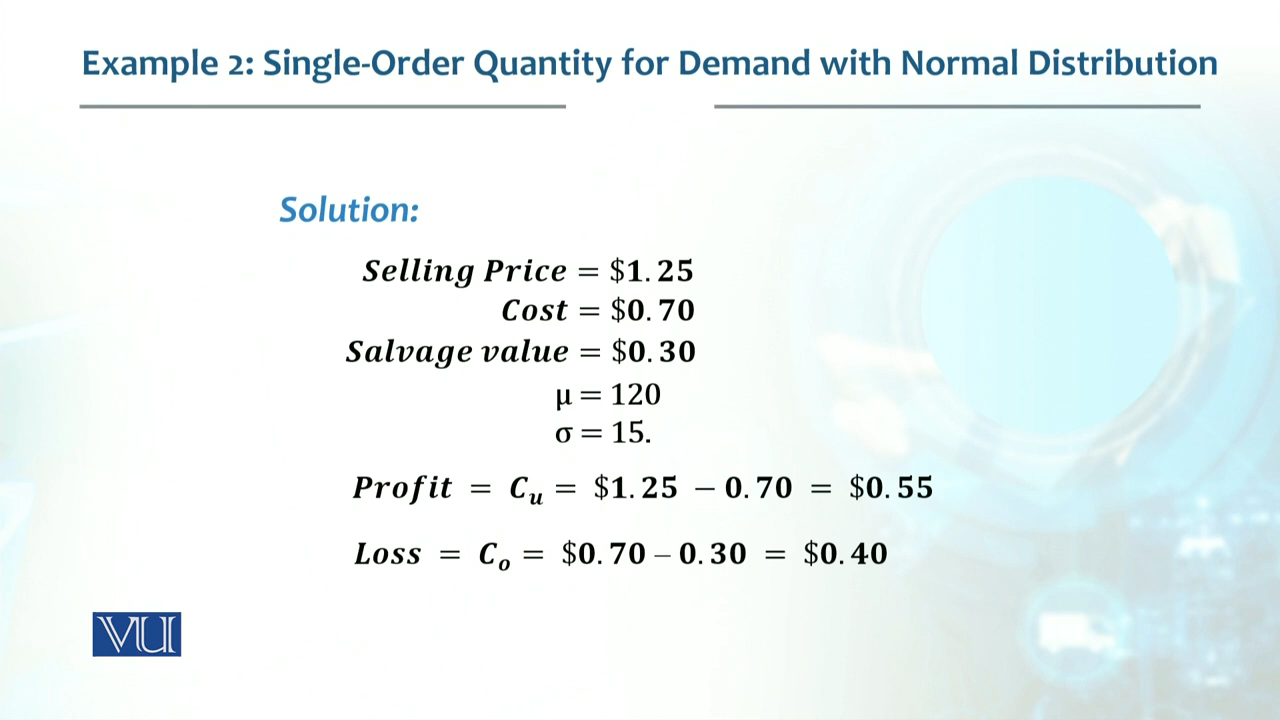 Example 2: Single-Order Quantity for Demand with Normal Distribution
Solution:
Selling Price = $1.25
Cost = $0.70
Salvage value = $0.30
μ = 120
σ = 15.
Profit = Cᵤ = $1.25 − 0.70 = $0.55
Loss = Cₒ = $0.70 – 0.30 = $0.40
VU